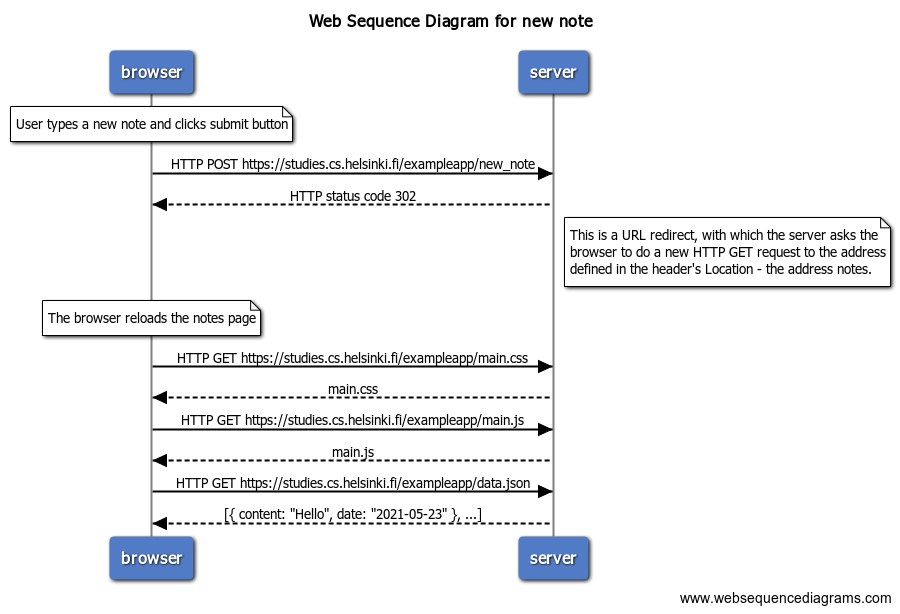 Web Sequence Diagram for new note
browser
server
User types a new note and clicks submit button
HTTP POST https://studies.cs.helsinki.fi/exampleapp/new_note
HTTP status code 302
This is a URL redirect, with which the server asks the
browser to do a new HTTP GET request to the address
defined in the header's Location - the address notes.
The browser reloads the notes page
HTTP GET https://studies.cs.helsinki.fi/exampleapp/main.css
main.css
HTTP GET https://studies.cs.helsinki.fi/exampleapp/main.js
main.js
HTTP GET https://studies.cs.helsinki.fi/exampleapp/data.json
[{ content: "Hello", date: "2021-05-23" }, ...]
browser
server
www.websequencediagrams.com